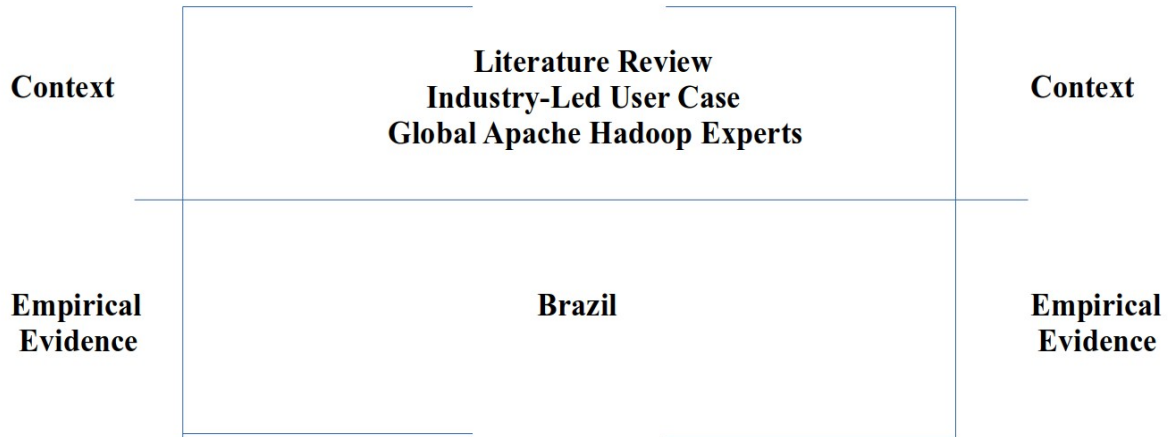 Context
Literature Review
Industry-Led User Case
Global Apache Hadoop Experts
Context
Empirical
Evidence
Brazil
Empirical
Evidence